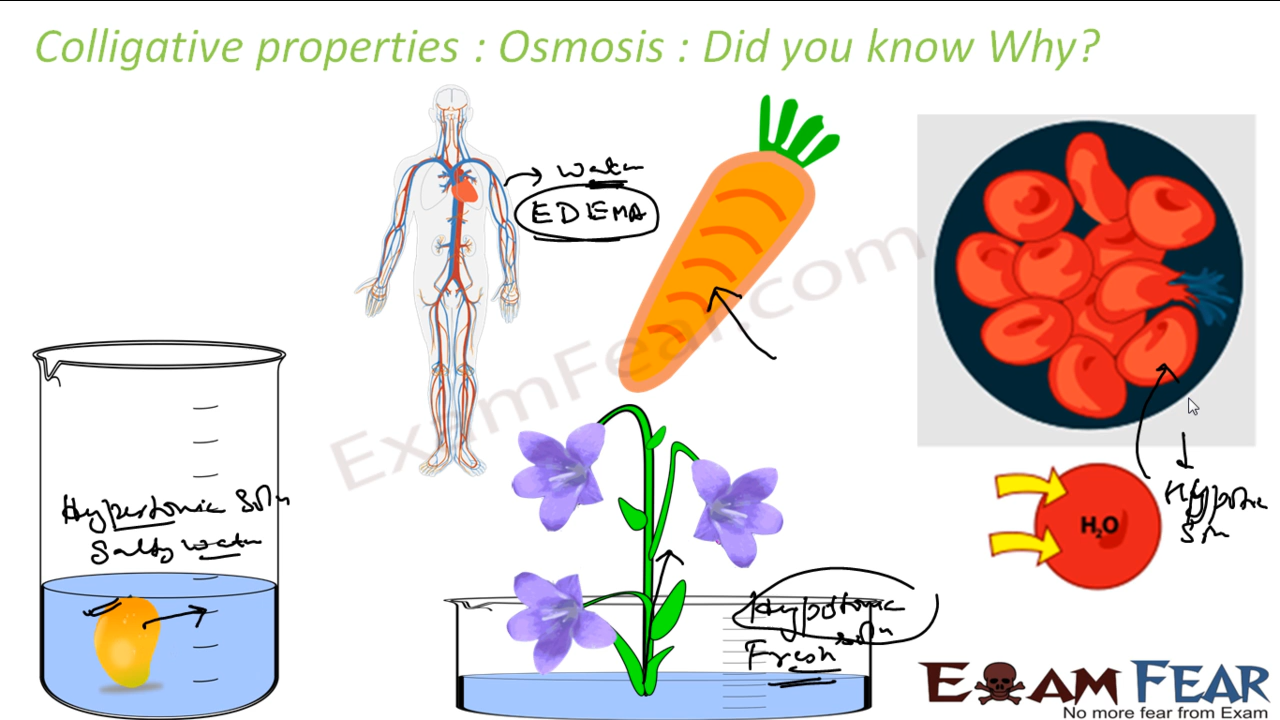 Colligative properties : Osmosis : Did you know Why?
water
EDEMA
ExamFear.com
Hypertonic Soln
Salty water
H₂O
Hypotonic
Soln
Hypotonic
soln
Fresh
EXAM FEAR
No more fear from Exam